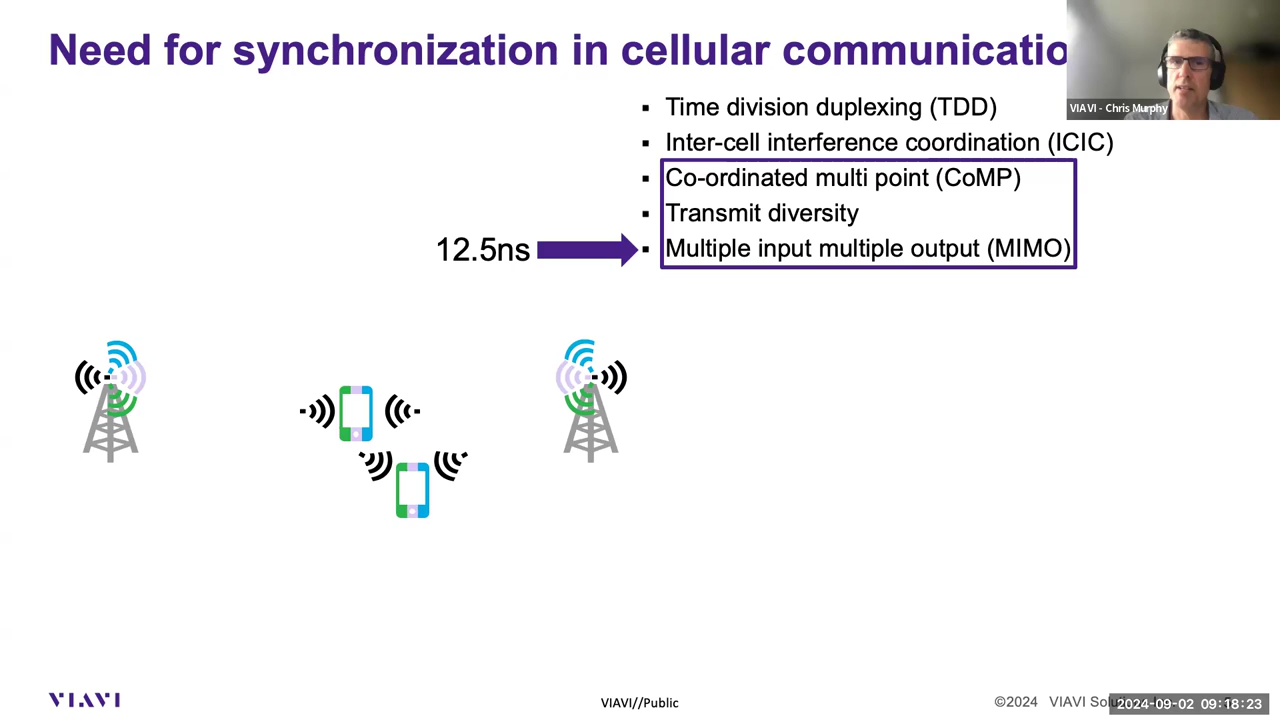 Need for synchronization in cellular communicatio
VIAVI - Chris Murphy
▪ Time division duplexing (TDD)
▪ Inter-cell interference coordination (ICIC)
▪ Co-ordinated multi point (CoMP)
▪ Transmit diversity
12.5ns
▪ Multiple input multiple output (MIMO)
VIAVI
VIAVI//Public
©2024 VIAVI Solu
2024-09-02 09:18:23